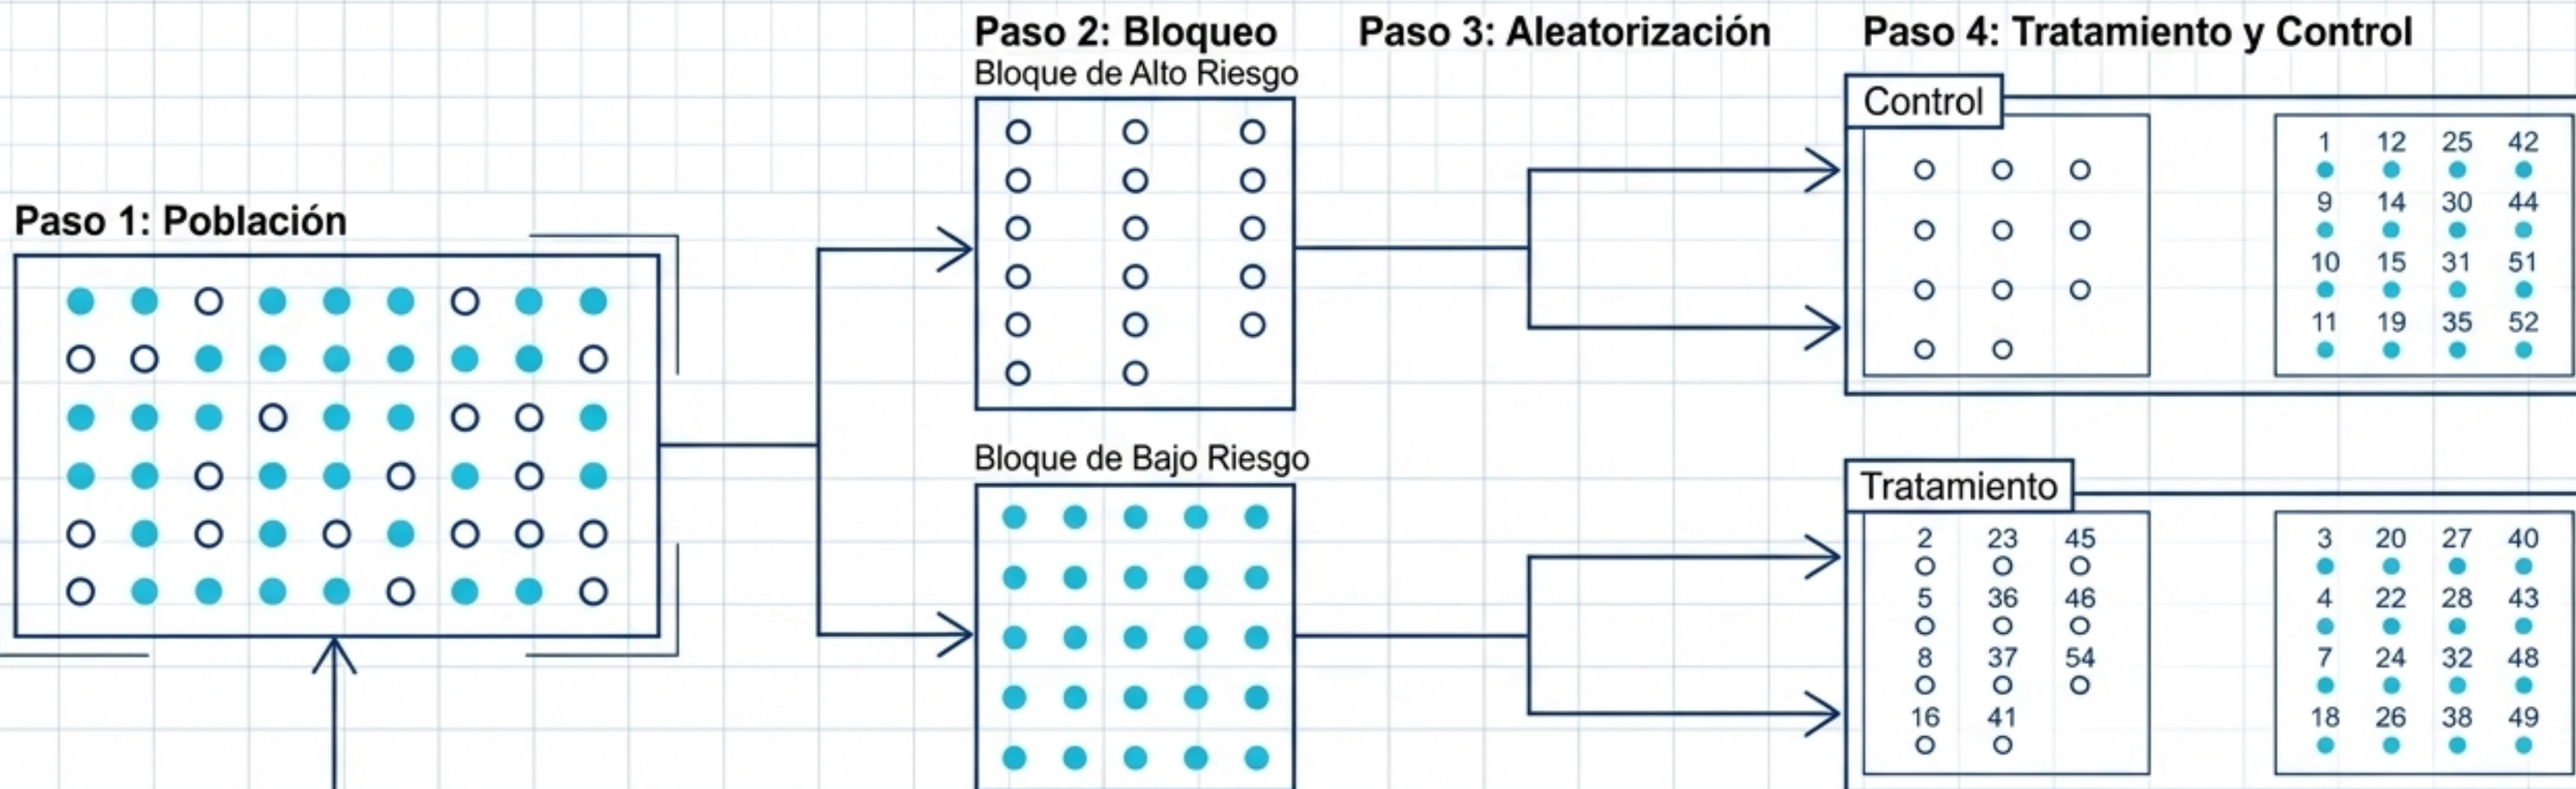 Paso 1: Población
Paso 2: Bloqueo
Bloque de Alto Riesgo
Bloque de Bajo Riesgo
Paso 3: Aleatorización
Paso 4: Tratamiento y Control
Control
1 12 25 42
9 14 30 44
10 15 31 51
11 19 35 52
Tratamiento
2 23 45
5 36 46
8 37 54
16 41
3 20 27 40
4 22 28 43
7 24 32 48
18 26 38 49